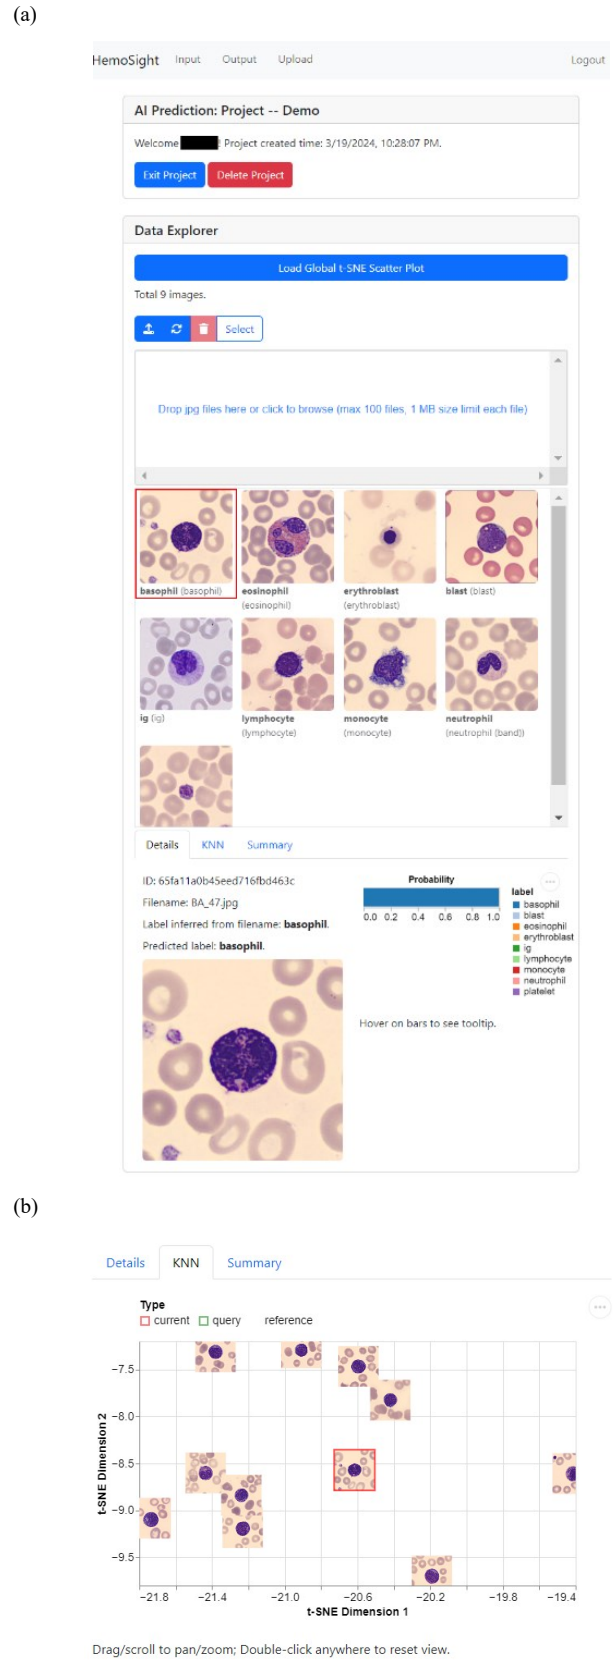 (a)
HemoSight Input Output Upload Logout
AI Prediction: Project -- Demo
Welcome ! Project created time: 3/19/2024, 10:28:07 PM.
Exit Project Delete Project
Data Explorer
Load Global t-SNE Scatter Plot
Total 9 images.
Select
Drop jpg files here or click to browse (max 100 files, 1 MB size limit each file)
basophil (basophil) eosinophil (eosinophil) erythroblast (erythroblast) blast (blast)
ig (ig) lymphocyte (lymphocyte) monocyte (monocyte) neutrophil (neutrophil (band))
Details KNN Summary
ID: 65fa11a0b45eed716fbd463c
Filename: BA_47.jpg
Label inferred from filename: basophil.
Predicted label: basophil.
Probability
0.0 0.2 0.4 0.6 0.8 1.0
label
basophil
blast
eosinophil
erythroblast
ig
lymphocyte
monocyte
neutrophil
platelet
Hover on bars to see tooltip.
(b)
Details KNN Summary
Type
current query reference
t-SNE Dimension 2
−7.5
−8.0
−8.5
−9.0
−9.5
−21.8 −21.4 −21.0 −20.6 −20.2 −19.8 −19.4
t-SNE Dimension 1
Drag/scroll to pan/zoom; Double-click anywhere to reset view.